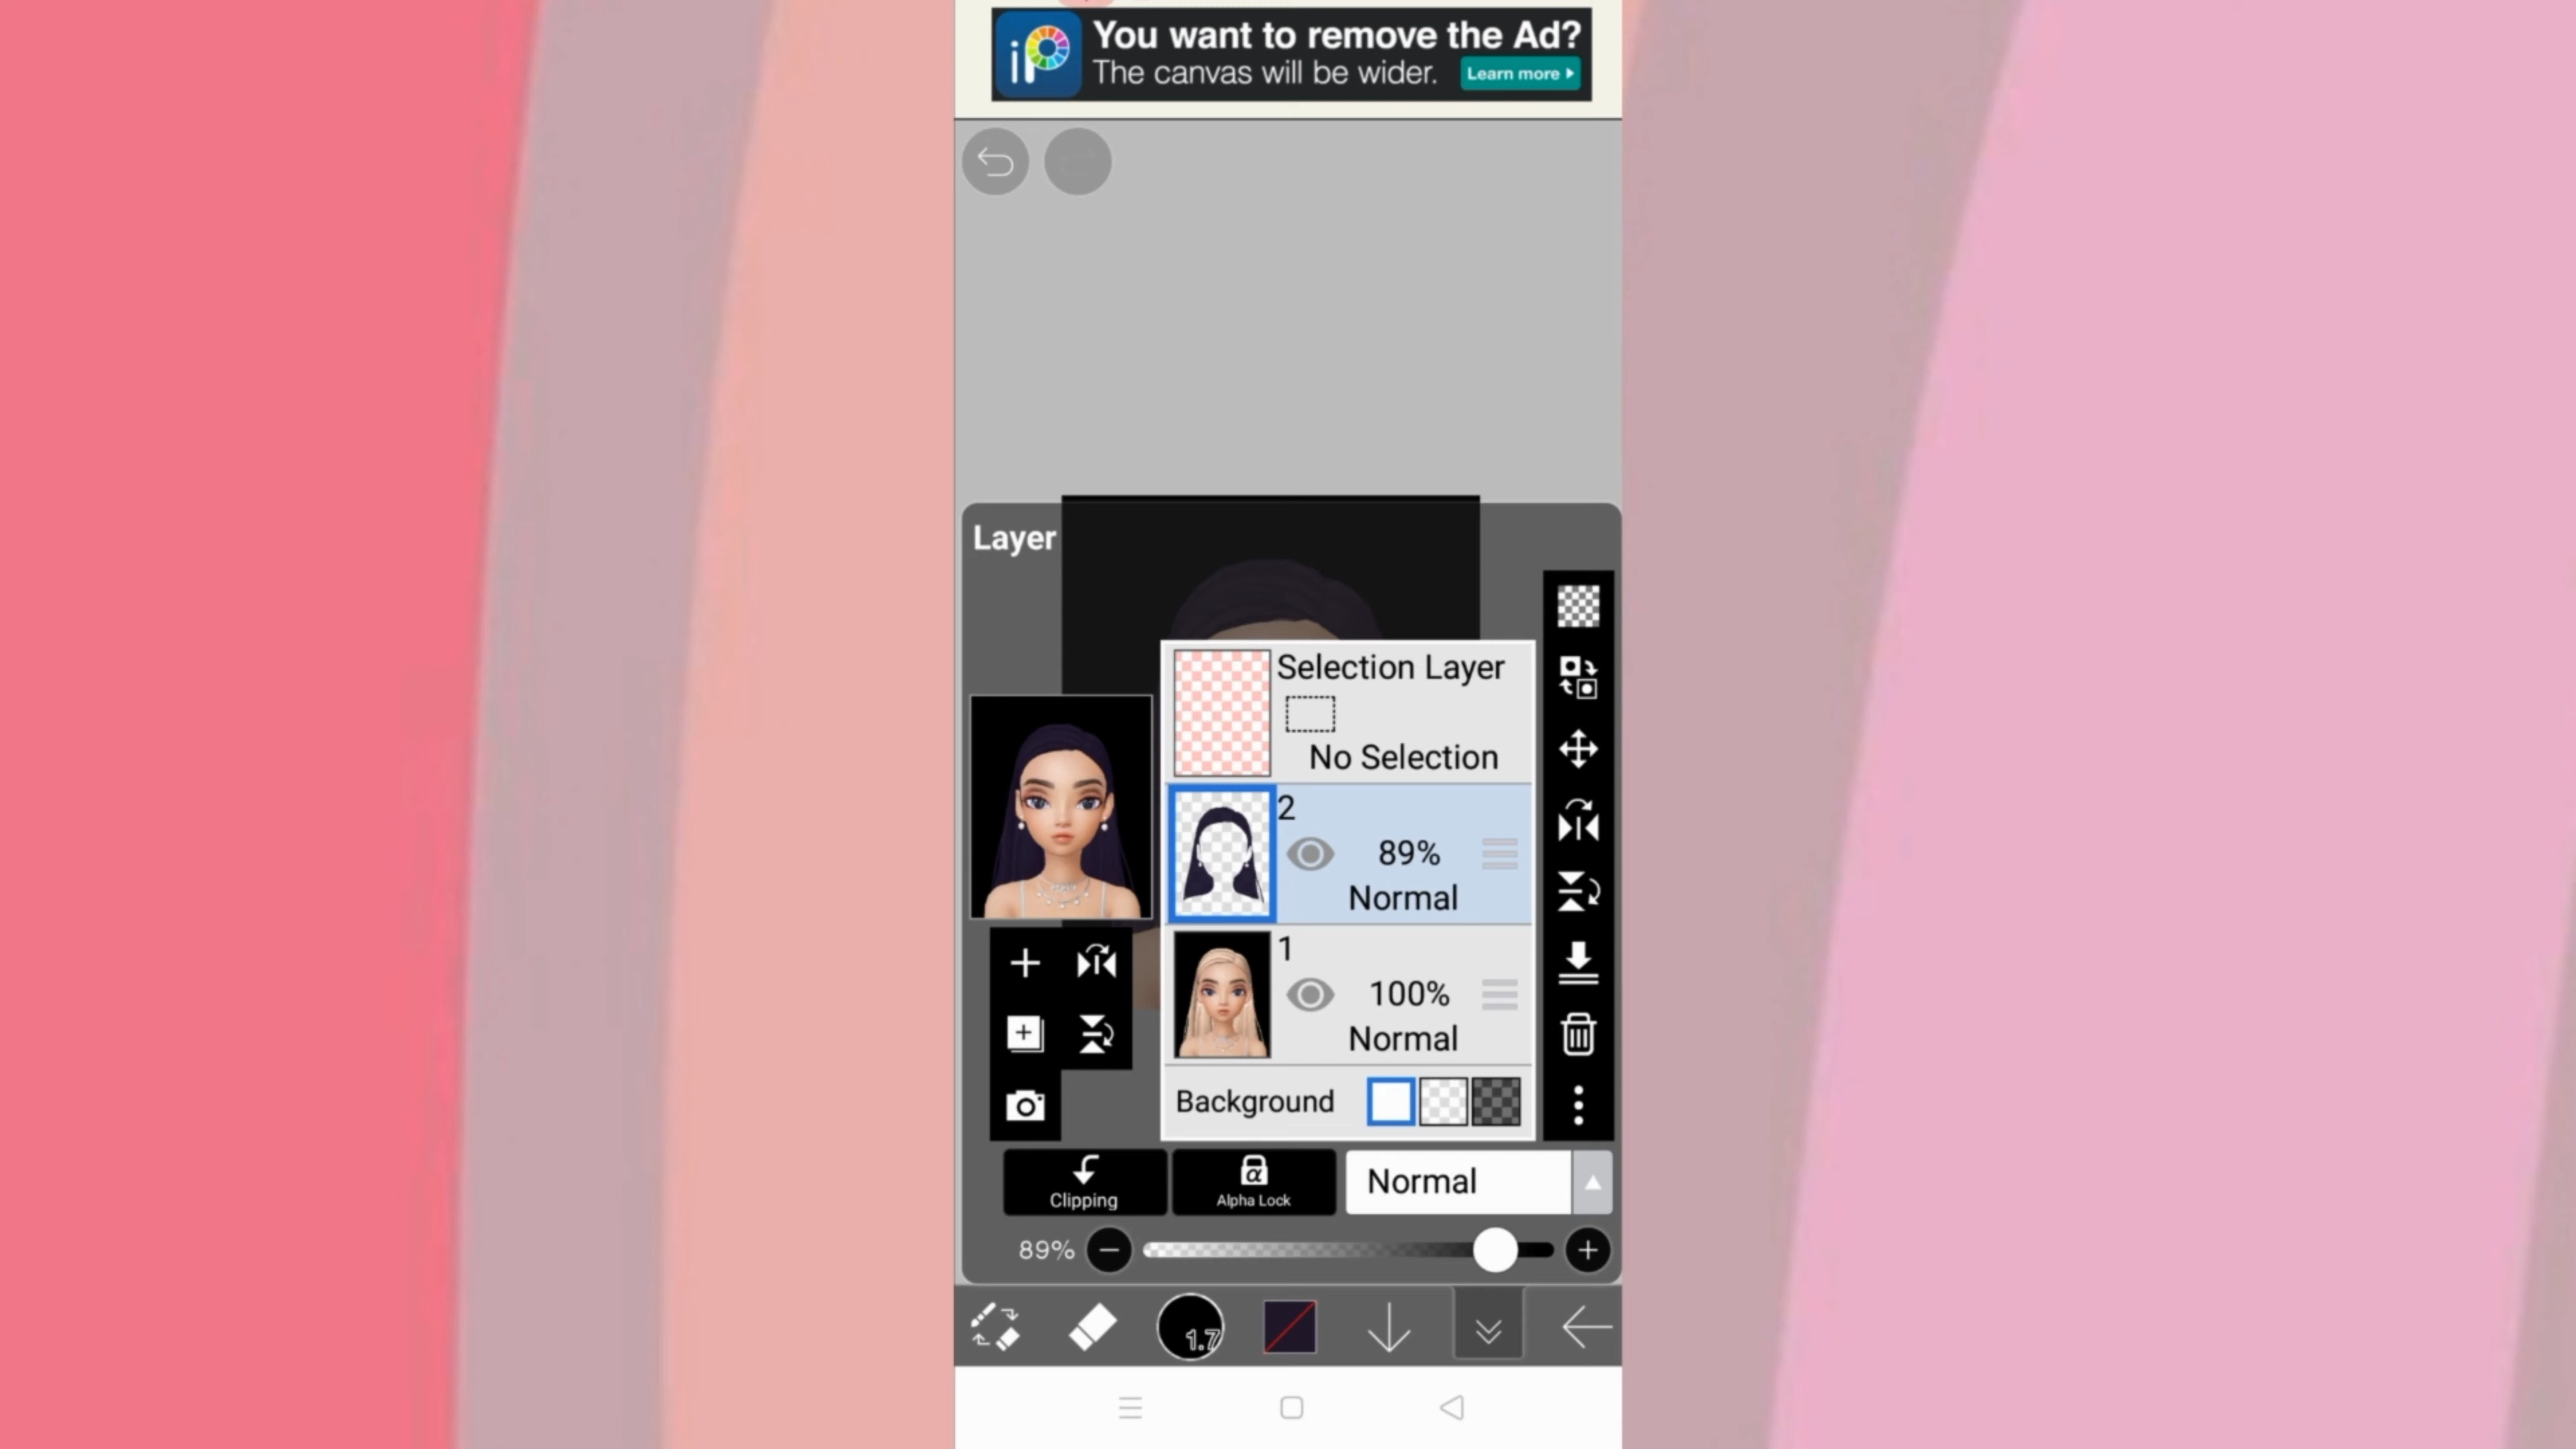 iP
You want to remove the Ad?
The canvas will be wider.
Learn more
Layer
Selection Layer
No Selection
2
89%
Normal
1
100%
Normal
Background
Clipping
α
Alpha Lock
Normal
89%
1.7